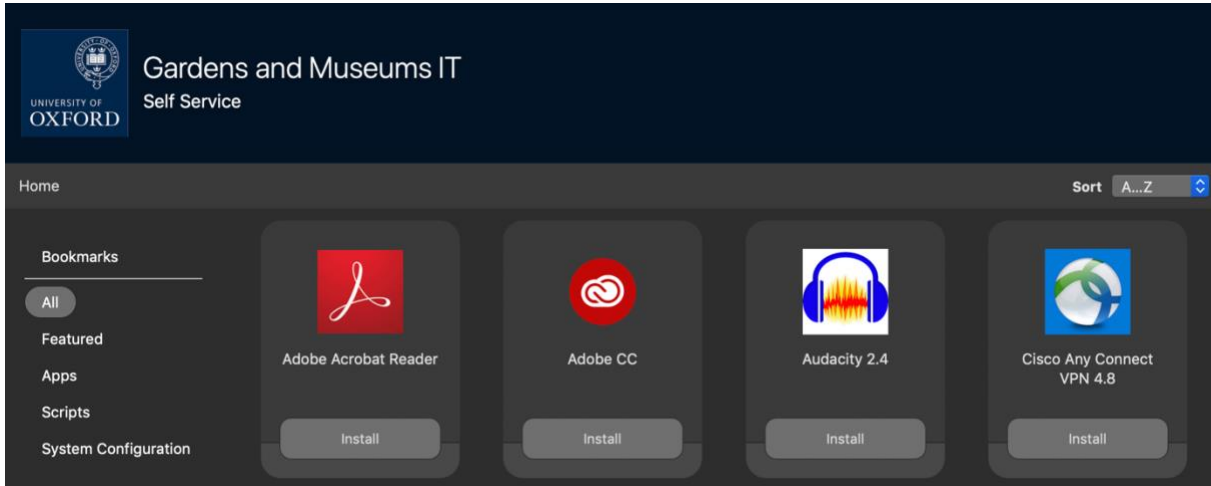 Gardens and Museums IT
Self Service
UNIVERSITY OF
OXFORD
Home
Sort A...Z
Bookmarks
All
Featured
Apps
Scripts
System Configuration
Adobe Acrobat Reader
Install
Adobe CC
Install
Audacity 2.4
Install
Cisco Any Connect
VPN 4.8
Install